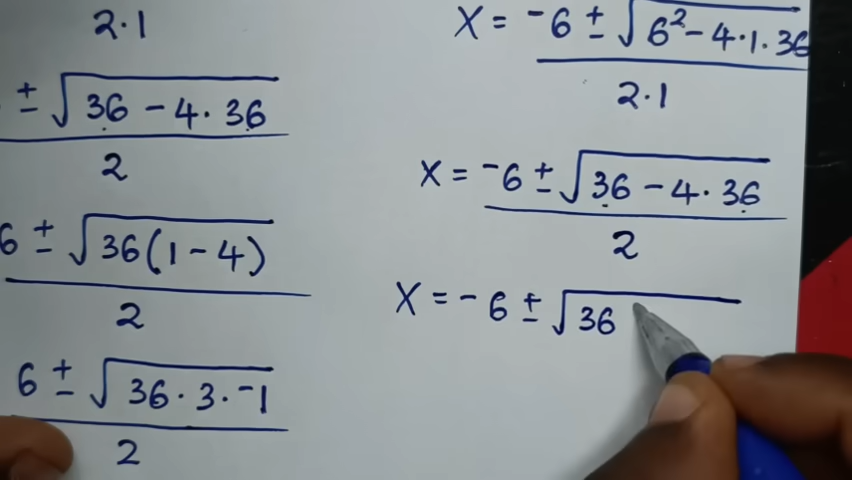 2·1
± √36 − 4·36
2
6 ± √36(1 − 4)
2
6 ± √36·3·⁻1
2
X = ⁻6 ± √6² − 4·1·36
2·1
X = ⁻6 ± √36 − 4·36
2
X = −6 ± √36